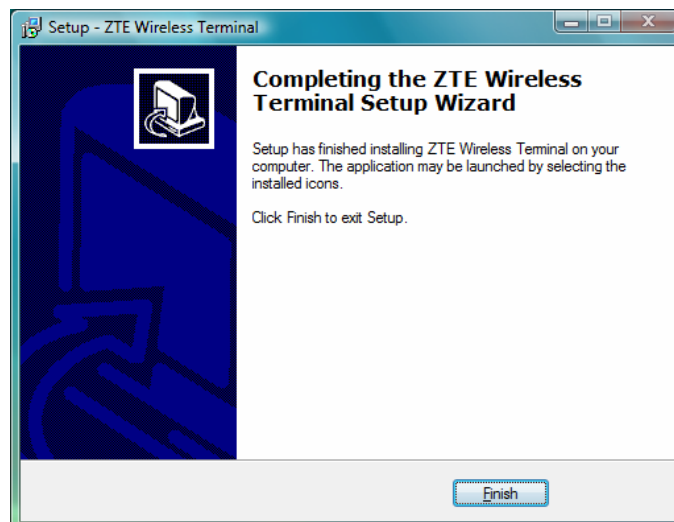 Setup - ZTE Wireless Terminal
Completing the ZTE Wireless
Terminal Setup Wizard
Setup has finished installing ZTE Wireless Terminal on your
computer. The application may be launched by selecting the
installed icons.
Click Finish to exit Setup.
Finish